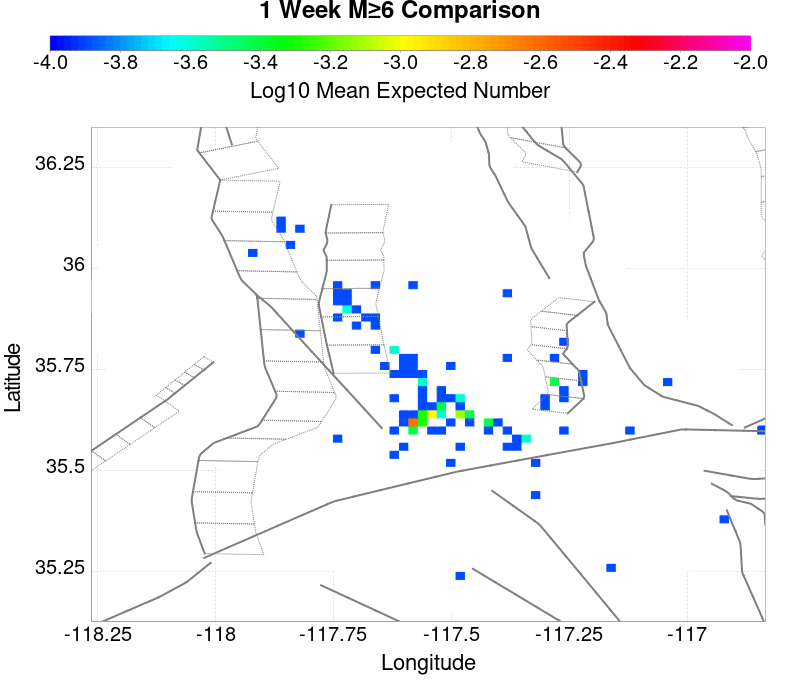 1 Week M≥6 Comparison
-4.0 -3.8 -3.6 -3.4 -3.2 -3.0 -2.8 -2.6 -2.4 -2.2 -2.0
Log10 Mean Expected Number
36.25
36
35.75
35.5
35.25
Latitude
-118.25 -118 -117.75 -117.5 -117.25 -117
Longitude